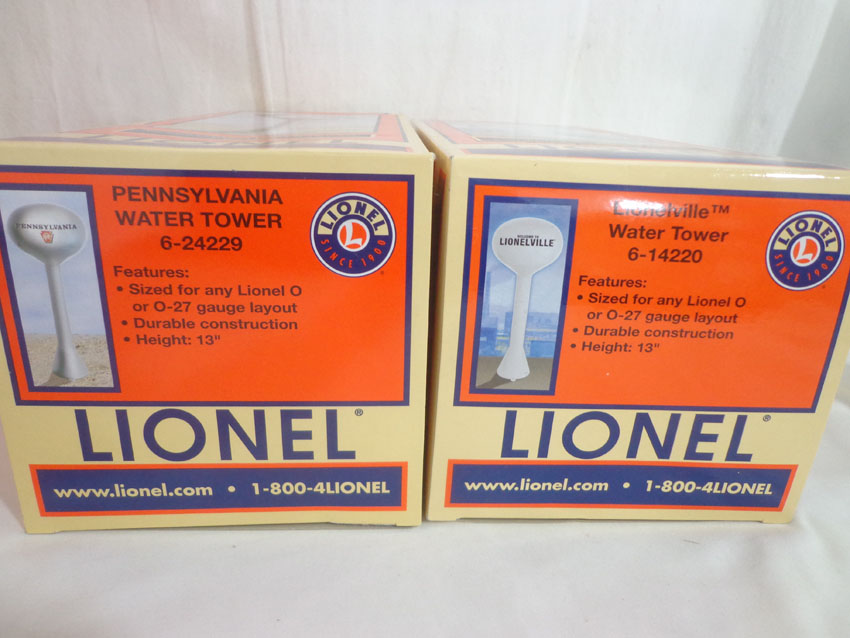 PENNSYLVANIA
WATER TOWER
6-24229
PENNSYLVANIA
LIONEL
L
SINCE 1900
Features:
• Sized for any Lionel O
or O-27 gauge layout
• Durable construction
• Height: 13"
LIONEL®
www.lionel.com • 1-800-4LIONEL
Lionelville™
Water Tower
6-14220
WELCOME TO
LIONELVILLE
LIONEL
L
SINCE 1900
Features:
• Sized for any Lionel O
or O-27 gauge layout
• Durable construction
• Height: 13"
LIONEL®
www.lionel.com • 1-800-4LIONEL